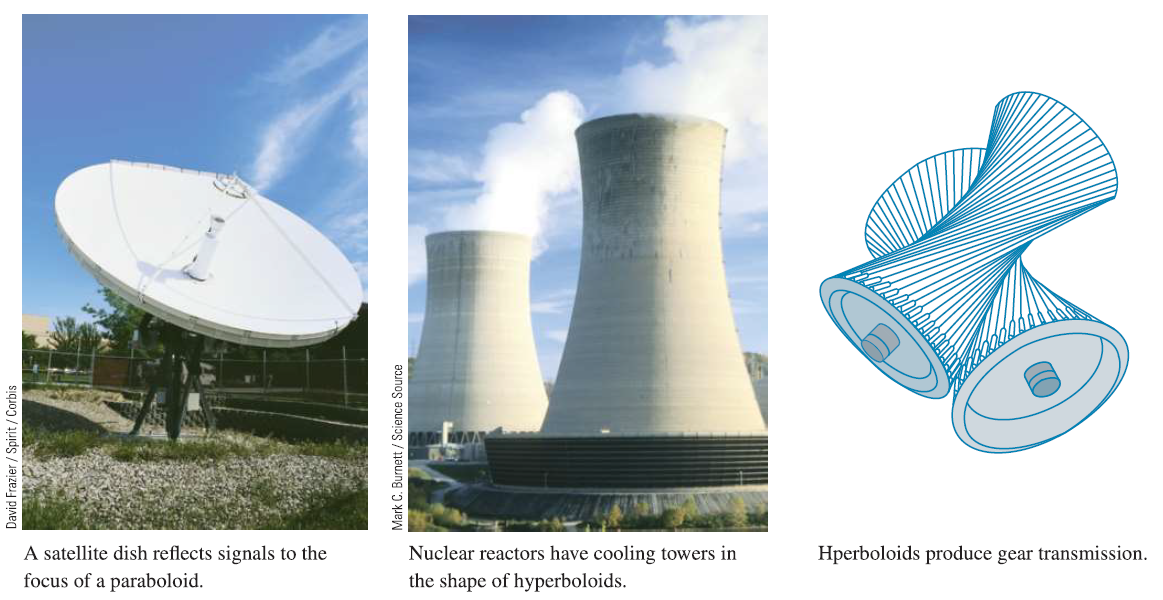 David Frazier / Spirit / Corbis
A satellite dish reflects signals to the
focus of a paraboloid.
Mark C. Burnett / Science Source
Nuclear reactors have cooling towers in
the shape of hyperboloids.
Hperboloids produce gear transmission.